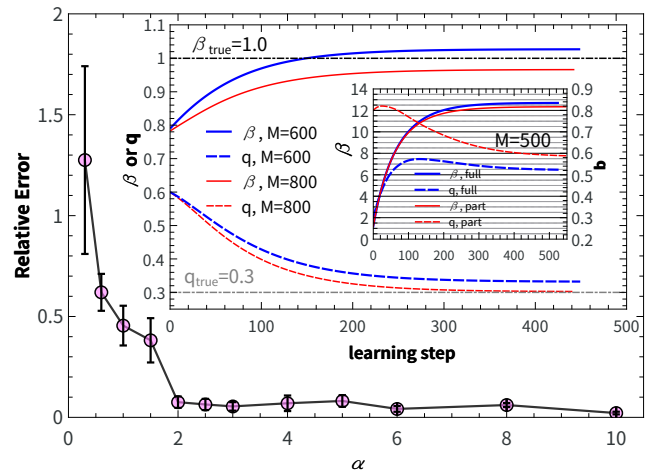 2
1.5
1
0.5
0
Relative Error
0 2 4 6 8 10
α
1.1
1
0.9
0.8
0.7
0.6
0.5
0.4
0.3
β or q
0 100 200 300 400 500
learning step
β_true=1.0
β, M=600
q, M=600
β, M=800
q, M=800
q_true=0.3
14
12
10
8
6
4
2
0
β
0 100 200 300 400 500
0.9
0.8
0.7
0.6
0.5
0.4
0.3
0.2
q
M=500
β, full
q, full
β, part
q, part